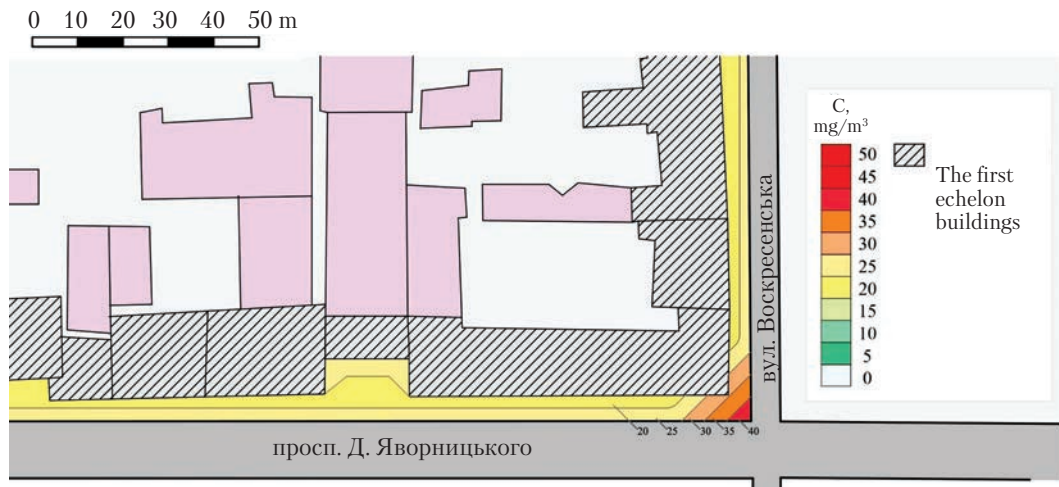 0 10 20 30 40 50 m
C,
mg/m³
50
45
40
35
30
25
20
15
10
5
0
The first
echelon
buildings
вул. Воскресенська
20 25 30 35 40
просп. Д. Яворницького